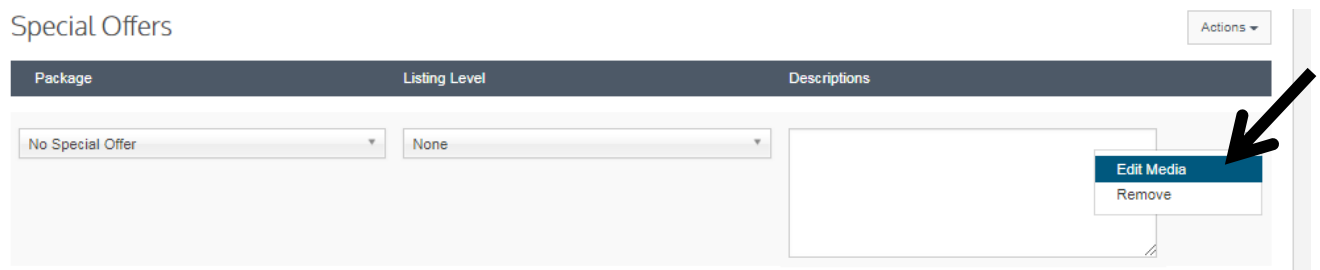 Special Offers
Actions
Package Listing Level Descriptions
No Special Offer None
Edit Media
Remove